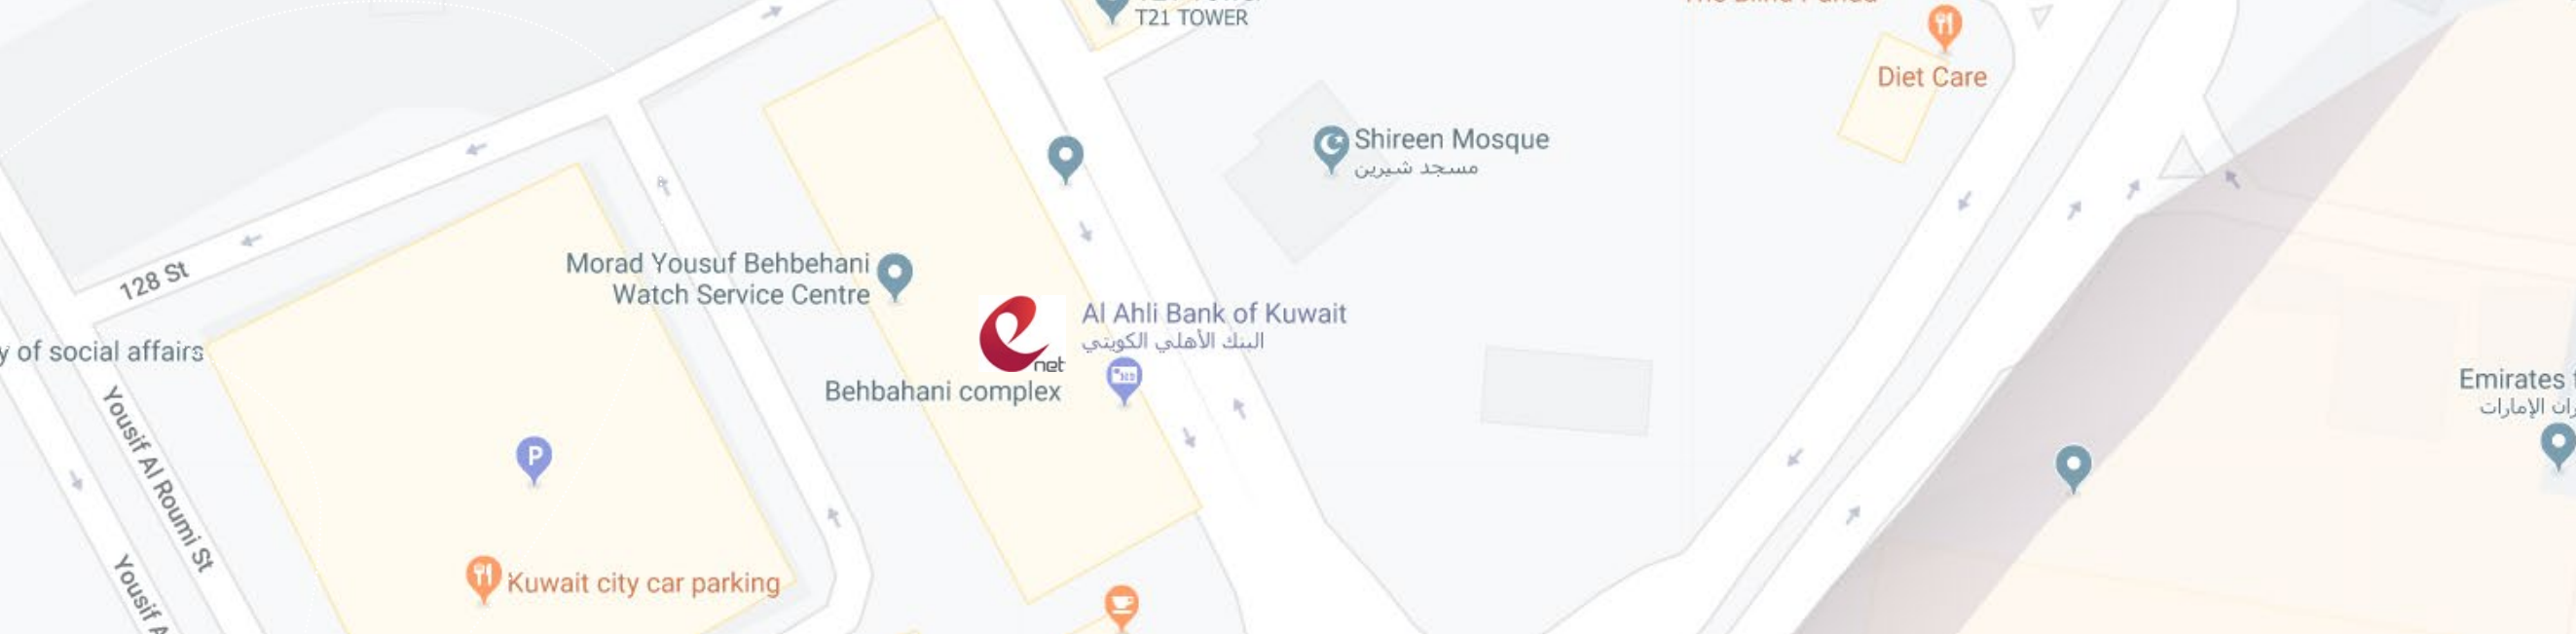 T21 TOWER
Diet Care
Shireen Mosque
مسجد شيرين
128 St
Morad Yousuf Behbehani
Watch Service Centre
e
net
Al Ahli Bank of Kuwait
البنك الأهلي الكويتي
of social affairs
Behbahani complex
Emirates
الإمارات
Yousif Al Roumi St
P
Kuwait city car parking
Yousif